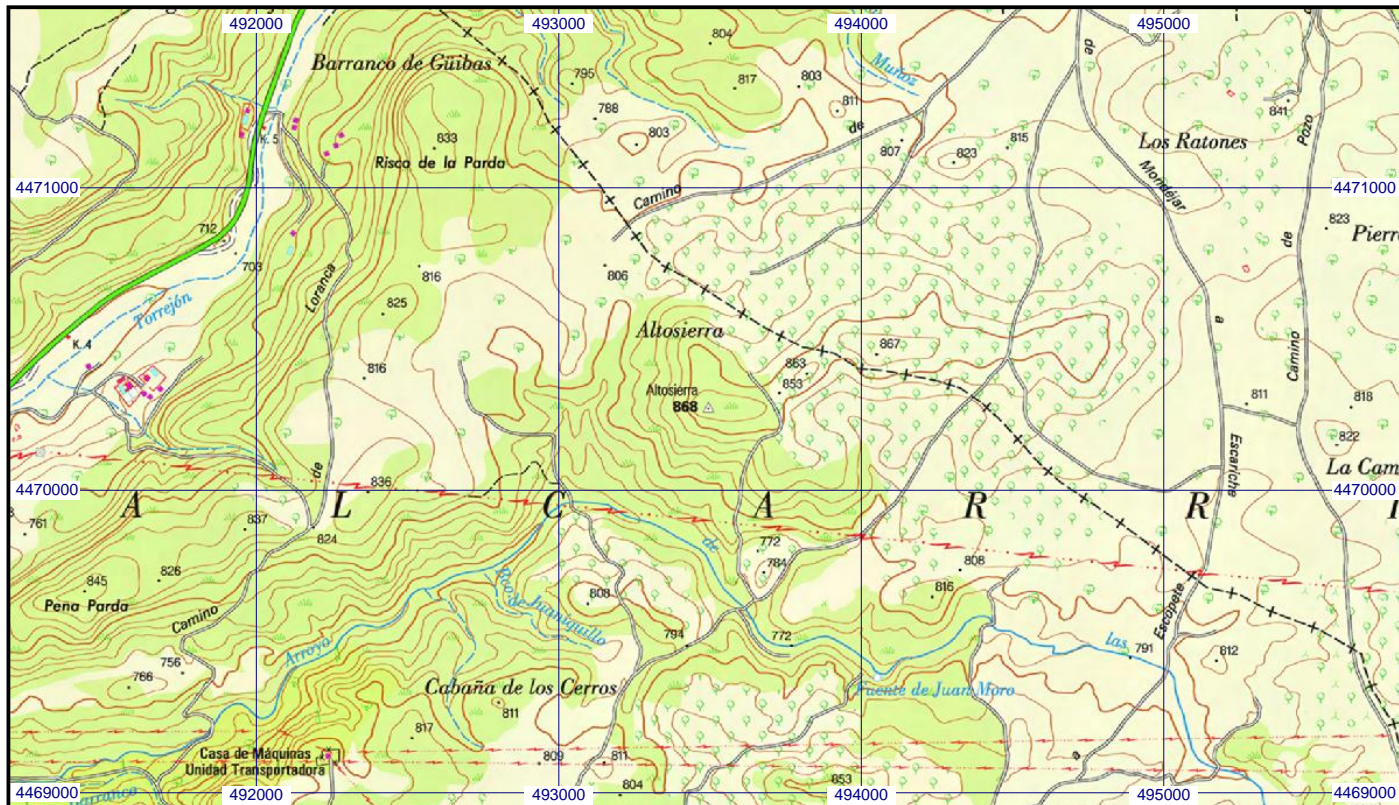 492000
493000
494000
495000
804
Barranco de Güibas
795
817
803
Muñoz
de
811
841
788
K. 5
833
803
de
807
815
Los Ratones
Pozo
Risco de la Parda
823
4471000
4471000
Camino
Mondéjar
712
823
de
Pierr
703
816
806
Loranca
825
Torrejón
Altosierra
a
K. 4
867
Camino
816
863
853
Altosierra
868
811
818
822
Escariche
La Cam
de
836
4470000
4470000
A L C A R R I
761
837
824
de
772
808
784
845
826
816
Pena Parda
Bco de Juaniquillo
808
Camino
Escopete
794
772
las
791
Arroyo
756
812
766
Cabaña de los Cerros
Fuente de Juan Moro
811
817
Casa de Máquinas
Unidad Transportadora
809
811
a
804
853
4469000
4469000
Barranco
492000
493000
494000
495000